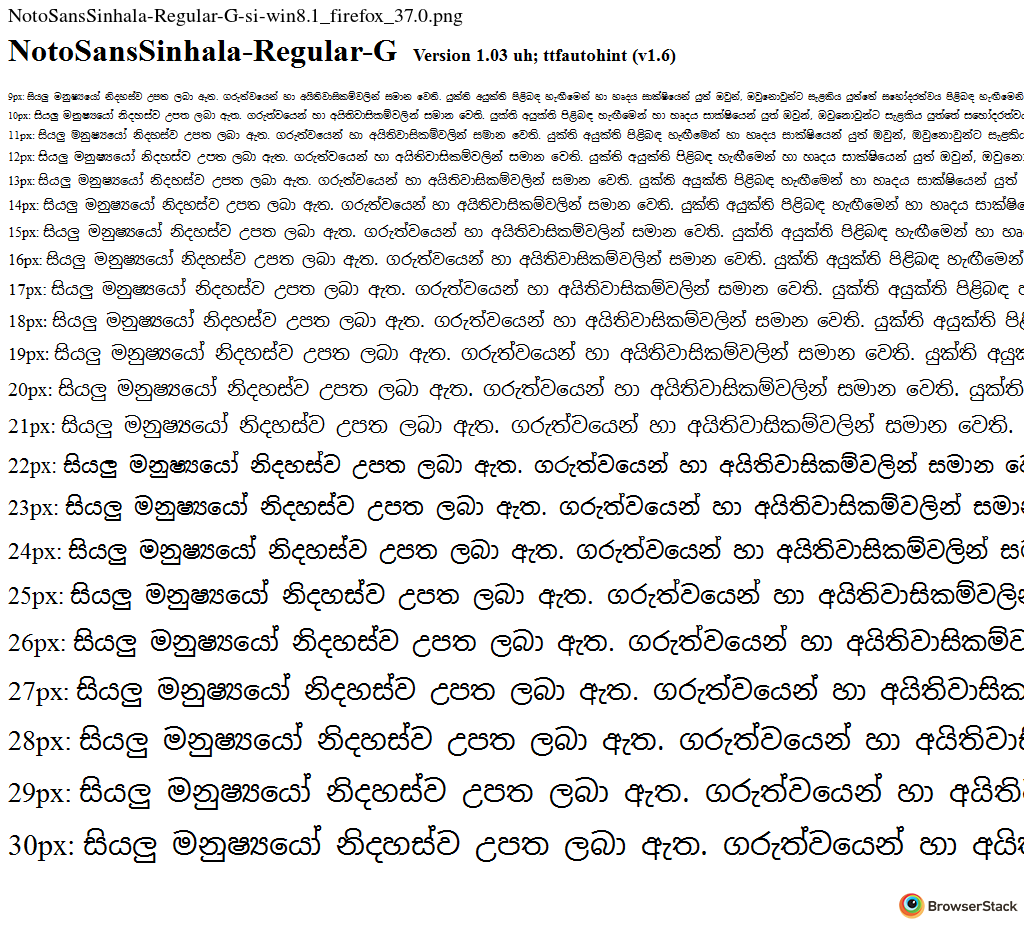 NotoSansSinhala-Regular-G-si-win8.1_firefox_37.0.png
NotoSansSinhala-Regular-G Version 1.03 uh; ttfautohint (v1.6)
9px: සියලු මනුෂ්‍යයෝ නිදහස්ව උපත ලබා ඇත. ගරුත්වයෙන් හා අයිතිවාසිකම්වලින් සමාන වෙති. යුක්ති අයුක්ති පිළිබඳ හැඟීමෙන් හා හෘදය සාක්ෂියෙන් යුත් ඔවුන්, ඔවුනොවුන්ට සැළකිය යුත්තේ සහෝදරත්වය පිළිබඳ
10px: සියලු මනුෂ්‍යයෝ නිදහස්ව උපත ලබා ඇත. ගරුත්වයෙන් හා අයිතිවාසිකම්වලින් සමාන වෙති. යුක්ති අයුක්ති පිළිබඳ හැඟීමෙන් හා හෘදය සාක්ෂියෙන් යුත් ඔවුන්, ඔවුනොවුන්ට සැළකිය යුත්තේ
11px: සියලු මනුෂ්‍යයෝ නිදහස්ව උපත ලබා ඇත. ගරුත්වයෙන් හා අයිතිවාසිකම්වලින් සමාන වෙති. යුක්ති අයුක්ති පිළිබඳ හැඟීමෙන් හා හෘදය සාක්ෂියෙන් යුත් ඔවුන්, ඔවුනොවුන්ට
12px: සියලු මනුෂ්‍යයෝ නිදහස්ව උපත ලබා ඇත. ගරුත්වයෙන් හා අයිතිවාසිකම්වලින් සමාන වෙති. යුක්ති අයුක්ති පිළිබඳ හැඟීමෙන් හා හෘදය සාක්ෂියෙන් යුත් ඔවුන්,
13px: සියලු මනුෂ්‍යයෝ නිදහස්ව උපත ලබා ඇත. ගරුත්වයෙන් හා අයිතිවාසිකම්වලින් සමාන වෙති. යුක්ති අයුක්ති පිළිබඳ හැඟීමෙන් හා හෘදය සාක්ෂියෙන් යුත්
14px: සියලු මනුෂ්‍යයෝ නිදහස්ව උපත ලබා ඇත. ගරුත්වයෙන් හා අයිතිවාසිකම්වලින් සමාන වෙති. යුක්ති අයුක්ති පිළිබඳ හැඟීමෙන් හා හෘදය
15px: සියලු මනුෂ්‍යයෝ නිදහස්ව උපත ලබා ඇත. ගරුත්වයෙන් හා අයිතිවාසිකම්වලින් සමාන වෙති. යුක්ති අයුක්ති පිළිබඳ හැඟීමෙන් හා
16px: සියලු මනුෂ්‍යයෝ නිදහස්ව උපත ලබා ඇත. ගරුත්වයෙන් හා අයිතිවාසිකම්වලින් සමාන වෙති. යුක්ති අයුක්ති පිළිබඳ හැඟීමෙන්
17px: සියලු මනුෂ්‍යයෝ නිදහස්ව උපත ලබා ඇත. ගරුත්වයෙන් හා අයිතිවාසිකම්වලින් සමාන වෙති. යුක්ති අයුක්ති පිළිබඳ
18px: සියලු මනුෂ්‍යයෝ නිදහස්ව උපත ලබා ඇත. ගරුත්වයෙන් හා අයිතිවාසිකම්වලින් සමාන වෙති. යුක්ති අයුක්ති
19px: සියලු මනුෂ්‍යයෝ නිදහස්ව උපත ලබා ඇත. ගරුත්වයෙන් හා අයිතිවාසිකම්වලින් සමාන වෙති. යුක්ති
20px: සියලු මනුෂ්‍යයෝ නිදහස්ව උපත ලබා ඇත. ගරුත්වයෙන් හා අයිතිවාසිකම්වලින් සමාන වෙති. යුක්ති
21px: සියලු මනුෂ්‍යයෝ නිදහස්ව උපත ලබා ඇත. ගරුත්වයෙන් හා අයිතිවාසිකම්වලින් සමාන වෙති.
22px: සියලු මනුෂ්‍යයෝ නිදහස්ව උපත ලබා ඇත. ගරුත්වයෙන් හා අයිතිවාසිකම්වලින් සමාන
23px: සියලු මනුෂ්‍යයෝ නිදහස්ව උපත ලබා ඇත. ගරුත්වයෙන් හා අයිතිවාසිකම්වලින් සමාන
24px: සියලු මනුෂ්‍යයෝ නිදහස්ව උපත ලබා ඇත. ගරුත්වයෙන් හා අයිතිවාසිකම්වලින්
25px: සියලු මනුෂ්‍යයෝ නිදහස්ව උපත ලබා ඇත. ගරුත්වයෙන් හා අයිතිවාසිකම්වලින්
26px: සියලු මනුෂ්‍යයෝ නිදහස්ව උපත ලබා ඇත. ගරුත්වයෙන් හා අයිතිවාසිකම්ව
27px: සියලු මනුෂ්‍යයෝ නිදහස්ව උපත ලබා ඇත. ගරුත්වයෙන් හා අයිතිවාසික
28px: සියලු මනුෂ්‍යයෝ නිදහස්ව උපත ලබා ඇත. ගරුත්වයෙන් හා අයිතිවා
29px: සියලු මනුෂ්‍යයෝ නිදහස්ව උපත ලබා ඇත. ගරුත්වයෙන් හා අයිති
30px: සියලු මනුෂ්‍යයෝ නිදහස්ව උපත ලබා ඇත. ගරුත්වයෙන් හා අයි
BrowserStack